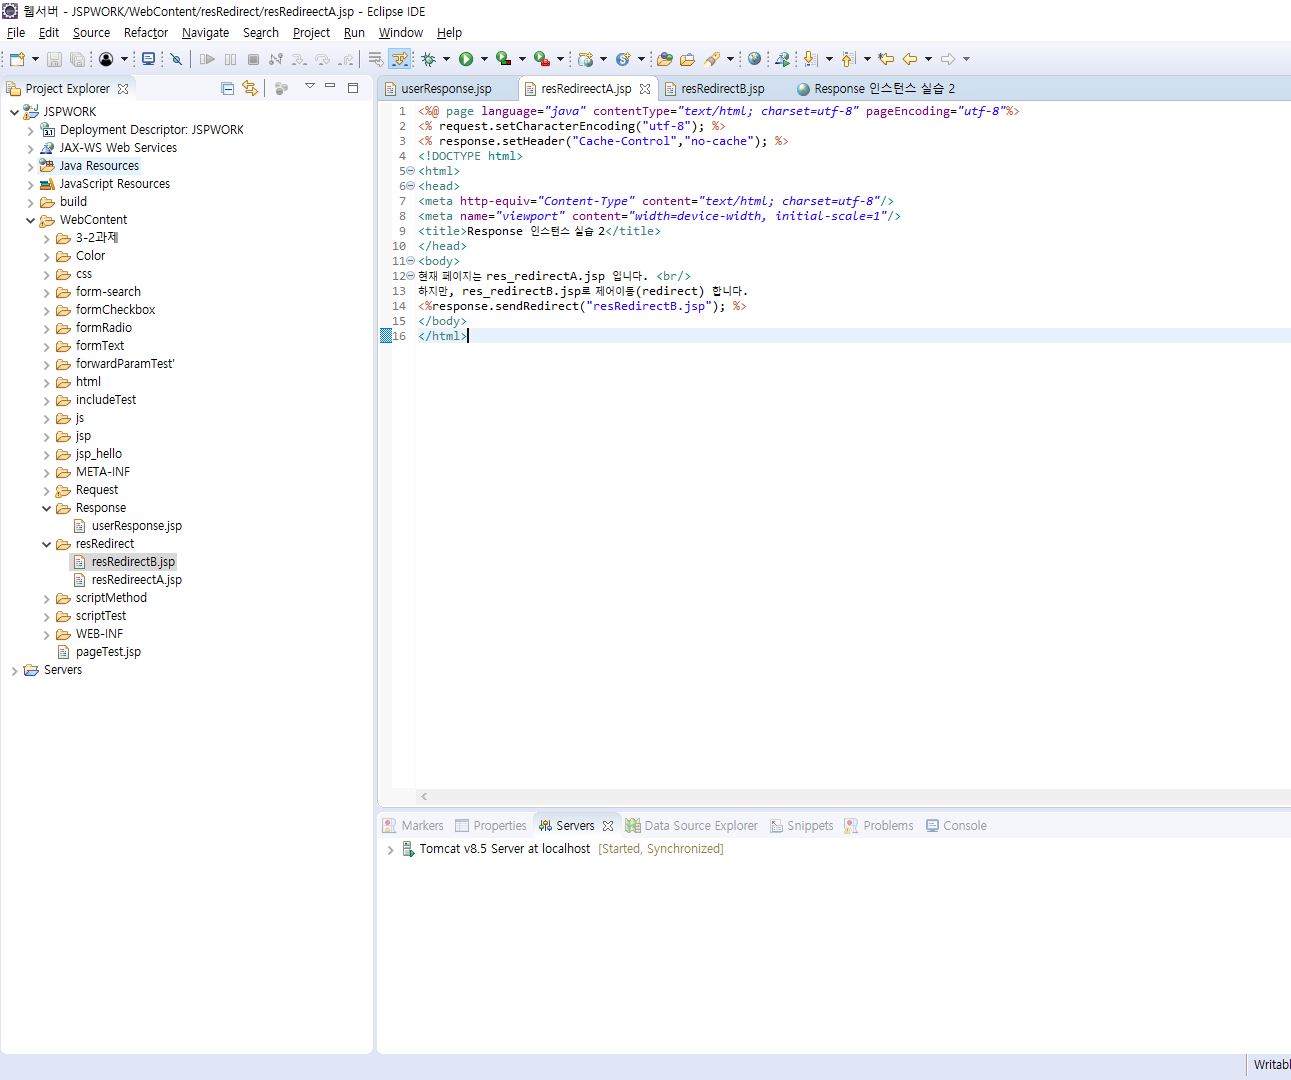 웹서버 - JSPWORK/WebContent/resRedirect/resRedireectA.jsp - Eclipse IDE
File Edit Source Refactor Navigate Search Project Run Window Help
Project Explorer
JSPWORK
Deployment Descriptor: JSPWORK
JAX-WS Web Services
Java Resources
JavaScript Resources
build
WebContent
3-2과제
Color
css
form-search
formCheckbox
formRadio
formText
forwardParamTest'
html
includeTest
js
jsp
jsp_hello
META-INF
Request
Response
userResponse.jsp
resRedirect
resRedirectB.jsp
resRedireectA.jsp
scriptMethod
scriptTest
WEB-INF
pageTest.jsp
Servers
userResponse.jsp resRedireectA.jsp resRedirectB.jsp Response 인스턴스 실습 2
1 <%@ page language="java" contentType="text/html; charset=utf-8" pageEncoding="utf-8"%>
2 <% request.setCharacterEncoding("utf-8"); %>
3 <% response.setHeader("Cache-Control","no-cache"); %>
4 <!DOCTYPE html>
5 <html>
6 <head>
7 <meta http-equiv="Content-Type" content="text/html; charset=utf-8"/>
8 <meta name="viewport" content="width=device-width, initial-scale=1"/>
9 <title>Response 인스턴스 실습 2</title>
10 </head>
11 <body>
12 현재 페이지는 res_redirectA.jsp 입니다. <br/>
13 하지만, res_redirectB.jsp로 제어이동(redirect) 합니다.
14 <%response.sendRedirect("resRedirectB.jsp"); %>
15 </body>
16 </html>
Markers Properties Servers Data Source Explorer Snippets Problems Console
Tomcat v8.5 Server at localhost [Started, Synchronized]